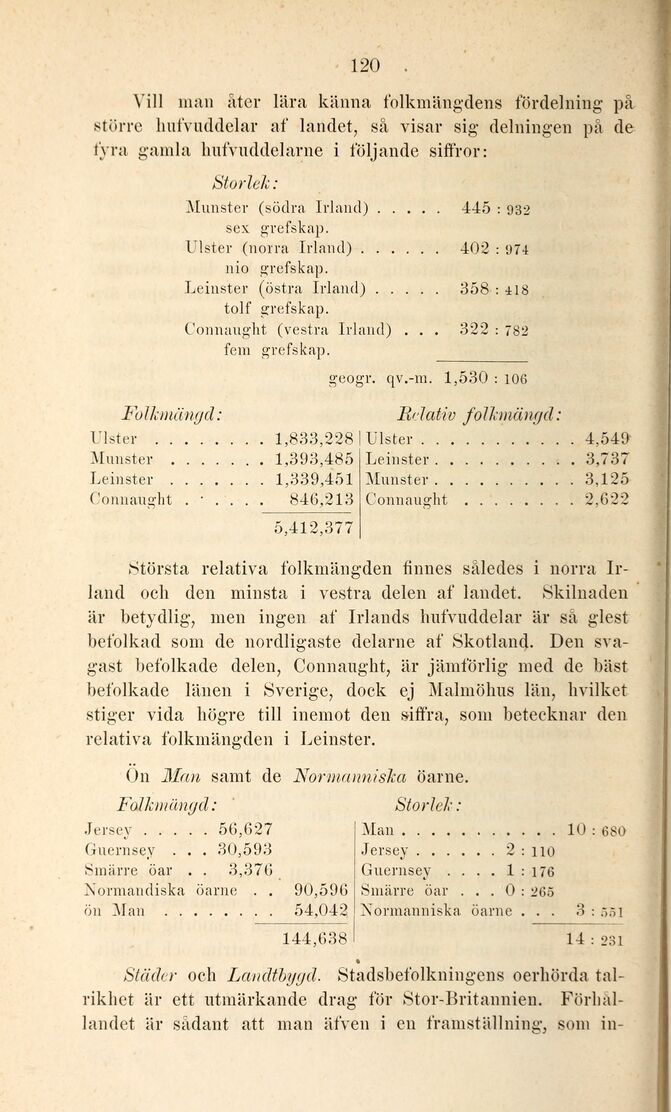 120
Vill man åter lära känna folkmängdens fördelning på
större hufvuddelar af landet, så visar sig delningen på de
fyra gamla hufvuddelarne i följande siffror:
Storlek:
Munster (södra Irland) . . . . . 445 : 932
sex grefskap.
Ulster (norra Irland) . . . . . . 402 : 974
nio grefskap.
Leinster (östra Irland) . . . . . 358 : 418
tolf grefskap.
Connaught (vestra Irland) . . . 322 : 782
fem grefskap.
geogr. qv.-m. 1,530 : 106
Folkmängd: Relativ folkmängd:
Ulster . . . . . . . . 1,833,228 Ulster . . . . . . . . . . . 4,549
Munster . . . . . . . 1,393,485 Leinster . . . . . . . . . . 3,737
Leinster . . . . . . . 1,339,451 Munster . . . . . . . . . . 3,125
Connaught . . . . . . 846,213 Connaught . . . . . . . . 2,622
5,412,377
Största relativa folkmängden finnes således i norra Ir-
land och den minsta i vestra delen af landet. Skilnaden
är betydlig, men ingen af Irlands hufvuddelar är så glest
befolkad som de nordligaste delarne af Skotland. Den sva-
gast befolkade delen, Connaught, är jämförlig med de bäst
befolkade länen i Sverige, dock ej Malmöhus län, hvilket
stiger vida högre till inemot den siffra, som betecknar den
relativa folkmängden i Leinster.
Ön Man samt de Normanniska öarne.
Folkmängd: Storlek:
Jersey . . . . . 56,627 Man . . . . . . . . . . . 10 : 680
Guernsey . . . 30,593 Jersey . . . . . . 2 : 110
Smärre öar . . 3,376 Guernsey . . . . 1 : 176
Normandiska öarne . . 90,596 Smärre öar . . . 0 : 265
ön Man . . . . . . . . 54,042 Normanniska öarne . . . 3 : 551
144,638 14 : 231
Städer och Landtbygd. Stadsbefolkningens oerhörda tal-
rikhet är ett utmärkande drag för Stor-Britannien. Förhål-
landet är sådant att man äfven i en framställning, som in-